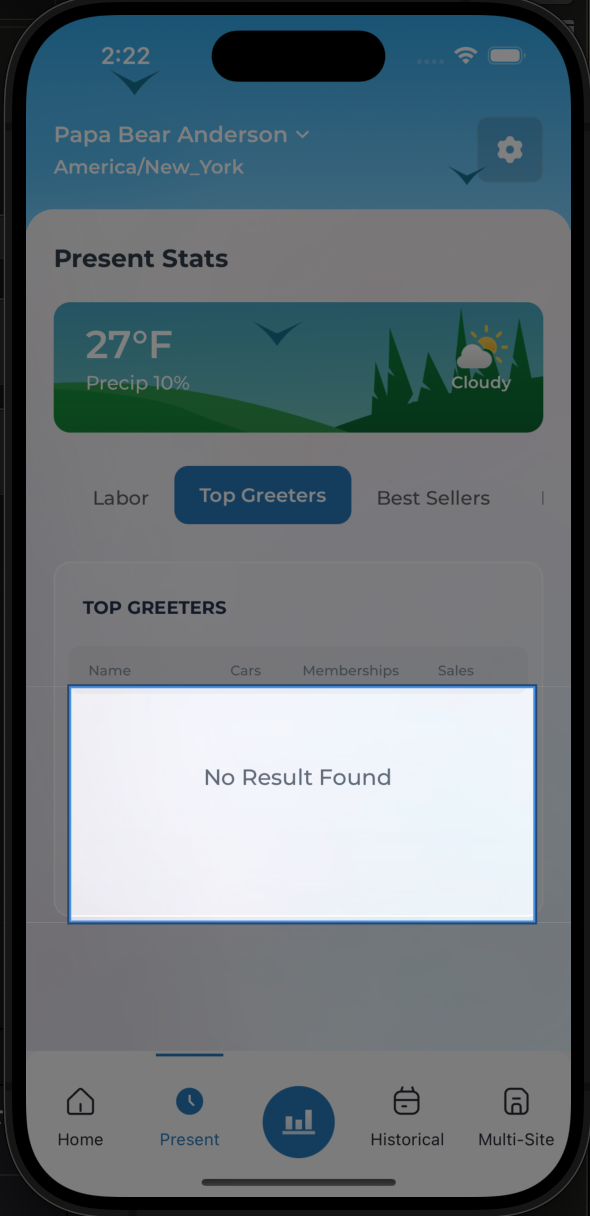 2:22
Papa Bear Anderson
America/New_York
Present Stats
27°F
Precip 10%
Cloudy
Labor Top Greeters Best Sellers
TOP GREETERS
Name Cars Memberships Sales
No Result Found
Home Present Historical Multi-Site